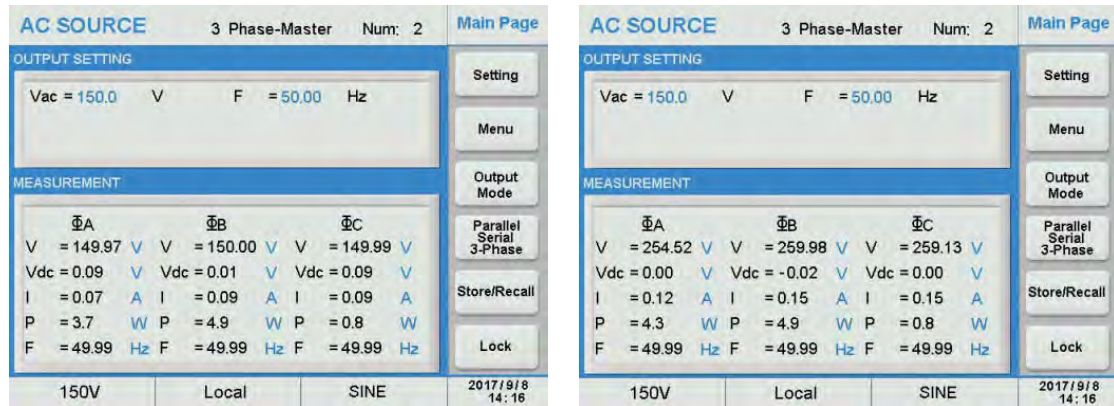 AC SOURCE 3 Phase-Master Num: 2 Main Page
OUTPUT SETTING
Vac = 150.0 V F = 50.00 Hz
MEASUREMENT
ΦA ΦB ΦC
V = 149.97 V V = 150.00 V V = 149.99 V
Vdc = 0.09 V Vdc = 0.01 V Vdc = 0.09 V
I = 0.07 A I = 0.09 A I = 0.09 A
P = 3.7 W P = 4.9 W P = 0.8 W
F = 49.99 Hz F = 49.99 Hz F = 49.99 Hz
150V Local SINE
Setting
Menu
Output
Mode
Parallel
Serial
3-Phase
Store/Recall
Lock
2017/9/8
14:16
AC SOURCE 3 Phase-Master Num: 2 Main Page
OUTPUT SETTING
Vac = 150.0 V F = 50.00 Hz
MEASUREMENT
ΦA ΦB ΦC
V = 254.52 V V = 259.98 V V = 259.13 V
Vdc = 0.00 V Vdc = -0.02 V Vdc = 0.00 V
I = 0.12 A I = 0.15 A I = 0.15 A
P = 4.3 W P = 4.9 W P = 0.8 W
F = 49.99 Hz F = 49.99 Hz F = 49.99 Hz
150V Local SINE
Setting
Menu
Output
Mode
Parallel
Serial
3-Phase
Store/Recall
Lock
2017/9/8
14:16